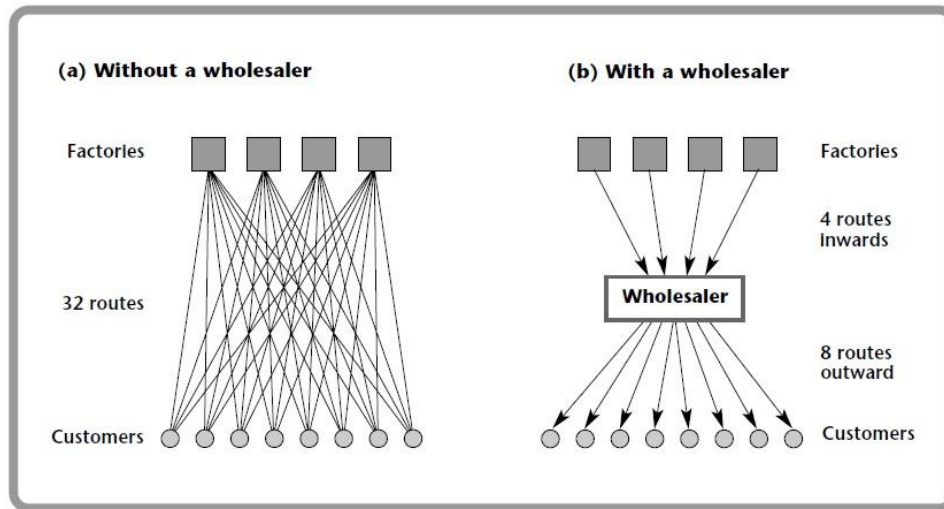 (a) Without a wholesaler
Factories
32 routes
Customers
(b) With a wholesaler
Factories
4 routes
inwards
Wholesaler
8 routes
outward
Customers